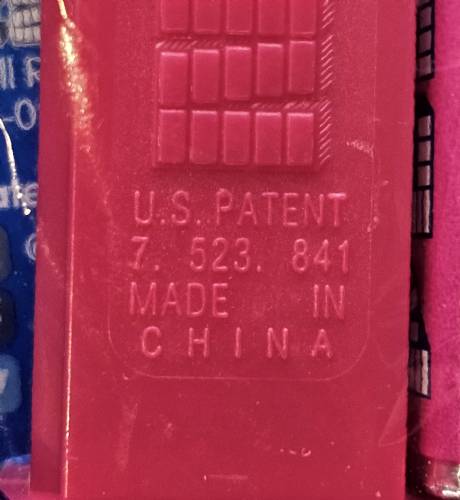 U.S. PATENT
7. 523. 841
MADE IN
CHINA